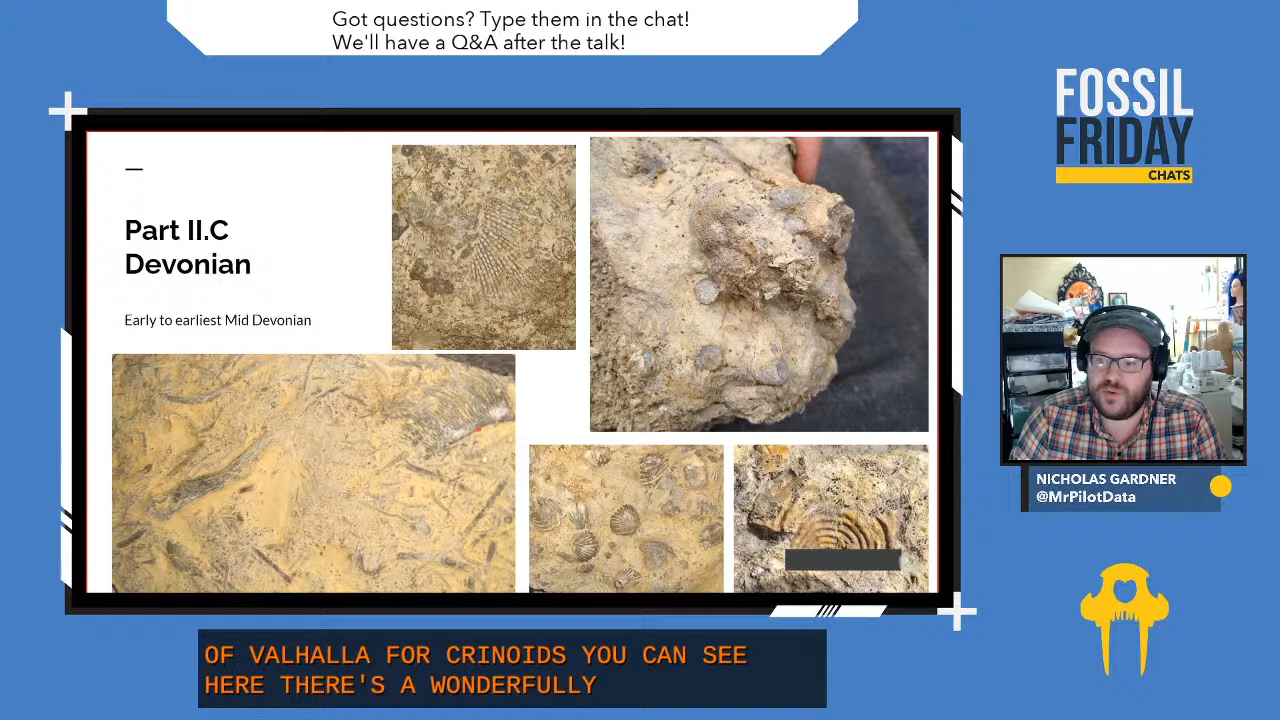 Got questions? Type them in the chat!
We'll have a Q&A after the talk!
FOSSIL
FRIDAY
CHATS
Part II.C
Devonian
Early to earliest Mid Devonian
NICHOLAS GARDNER
@MrPilotData
OF VALHALLA FOR CRINOIDS YOU CAN SEE
HERE THERE'S A WONDERFULLY